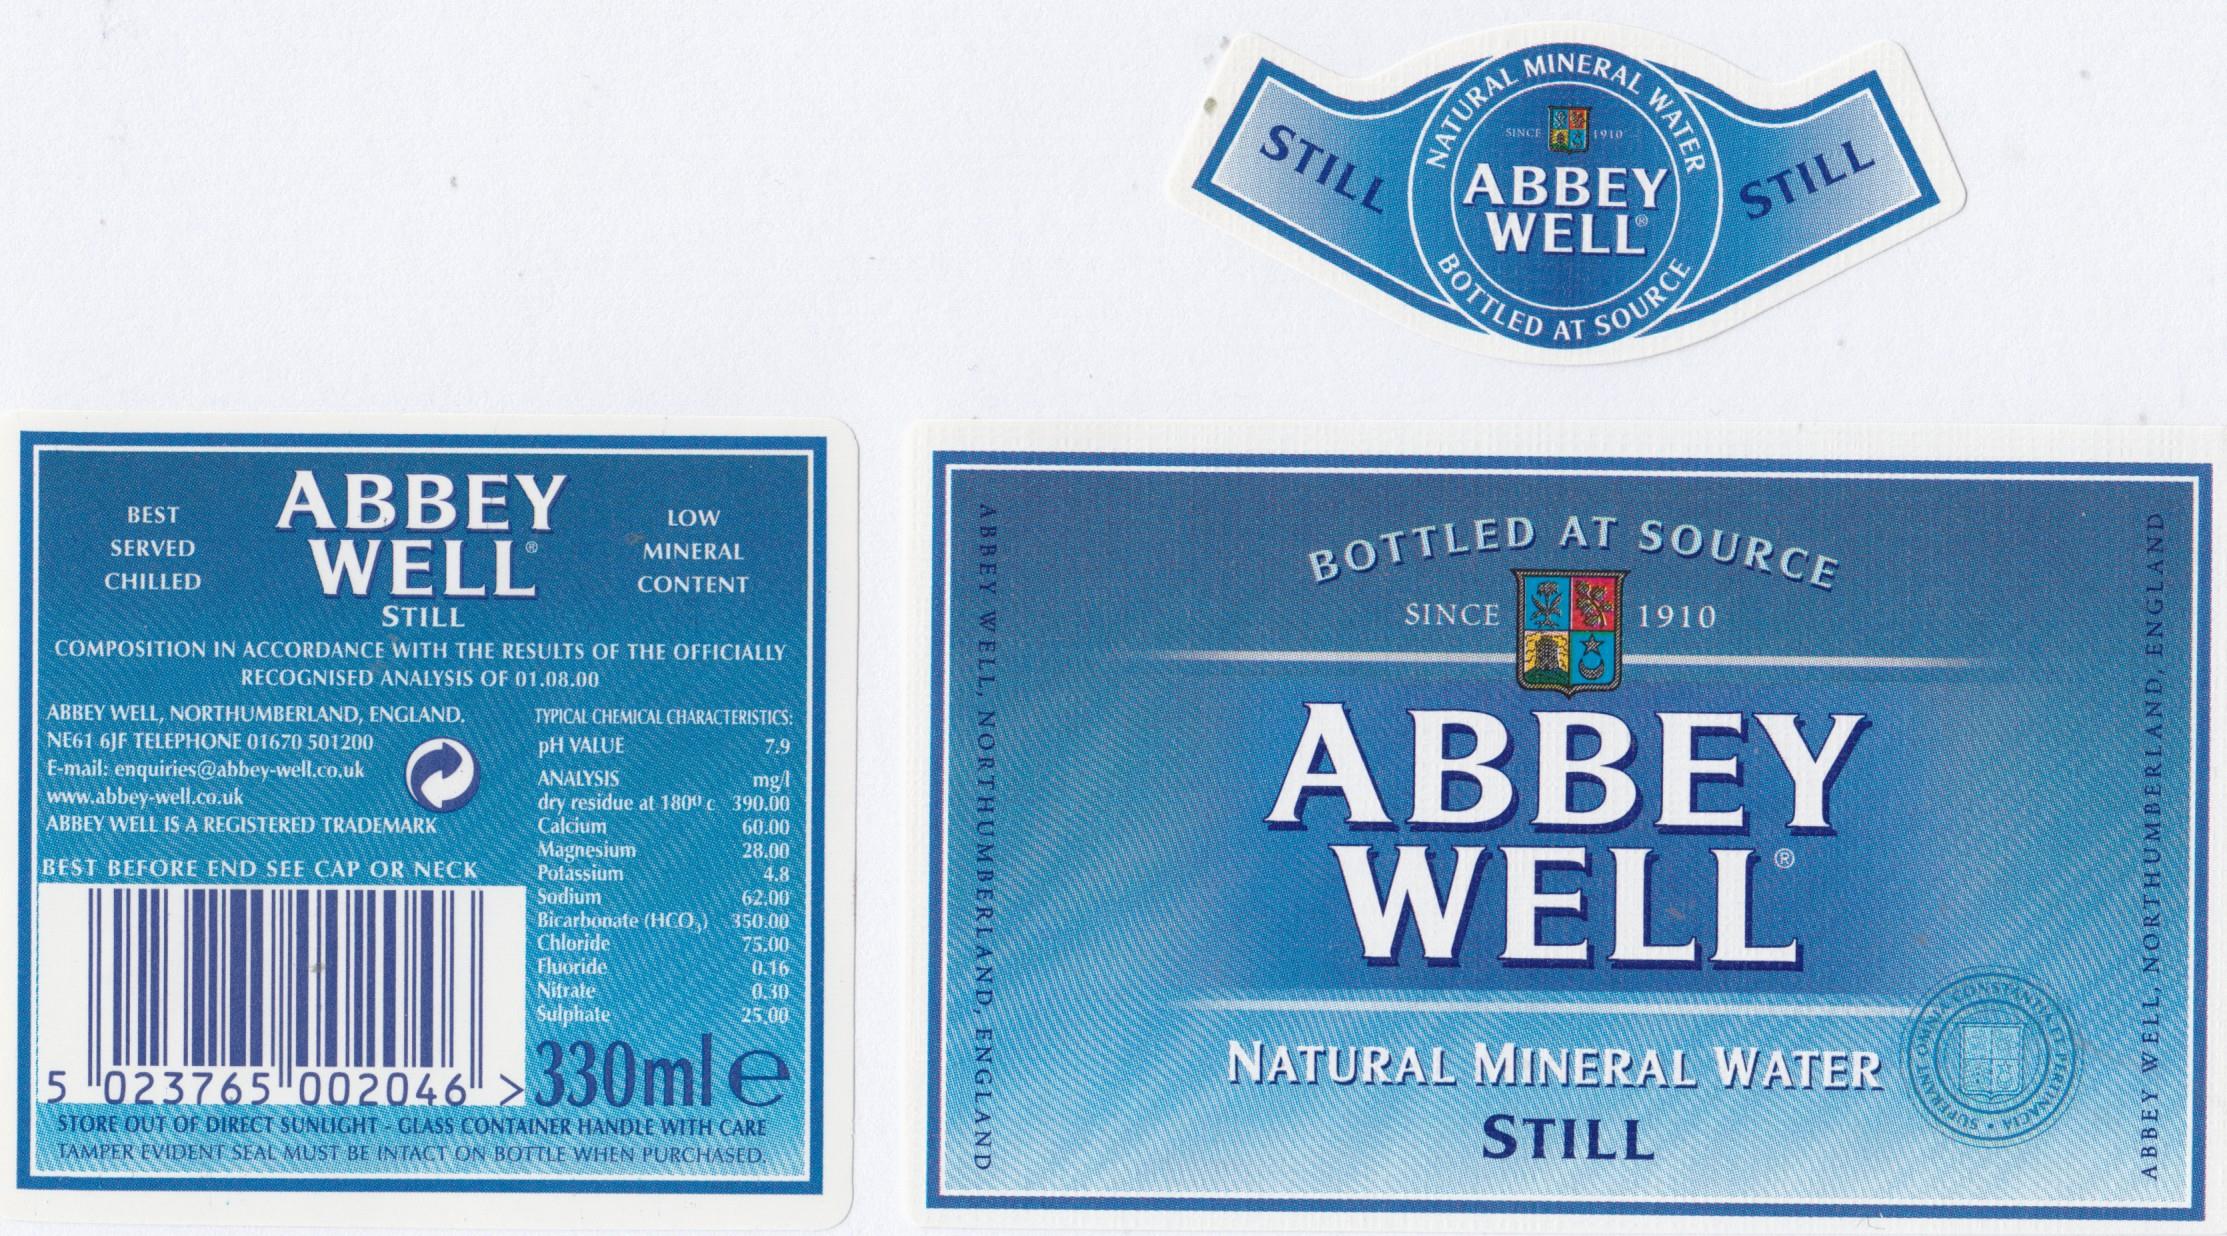 NATURAL MINERAL WATER
SINCE 1910
STILL
ABBEY
WELL®
STILL
BOTTLED AT SOURCE
BEST
SERVED
CHILLED
ABBEY
WELL®
STILL
LOW
MINERAL
CONTENT
COMPOSITION IN ACCORDANCE WITH THE RESULTS OF THE OFFICIALLY
RECOGNISED ANALYSIS OF 01.08.00
ABBEY WELL, NORTHUMBERLAND, ENGLAND.
NE61 6JF TELEPHONE 01670 501200
E-mail: enquiries@abbey-well.co.uk
www.abbey-well.co.uk
ABBEY WELL IS A REGISTERED TRADEMARK
BEST BEFORE END SEE CAP OR NECK
5 023765 002046 >
TYPICAL CHEMICAL CHARACTERISTICS:
pH VALUE 7.9
ANALYSIS mg/l
dry residue at 180º c 390.00
Calcium 60.00
Magnesium 28.00
Potassium 4.8
Sodium 62.00
Bicarbonate (HCO₃) 350.00
Chloride 75.00
Fluoride 0.16
Nitrate 0.30
Sulphate 25.00
330ml e
STORE OUT OF DIRECT SUNLIGHT - GLASS CONTAINER HANDLE WITH CARE
TAMPER EVIDENT SEAL MUST BE INTACT ON BOTTLE WHEN PURCHASED.
ABBEY WELL, NORTHUMBERLAND, ENGLAND
BOTTLED AT SOURCE
SINCE 1910
ABBEY
WELL®
NATURAL MINERAL WATER
STILL
SUPERANT OMNIA CONSTANTIA ET PERTINACIA
ABBEY WELL, NORTHUMBERLAND, ENGLAND